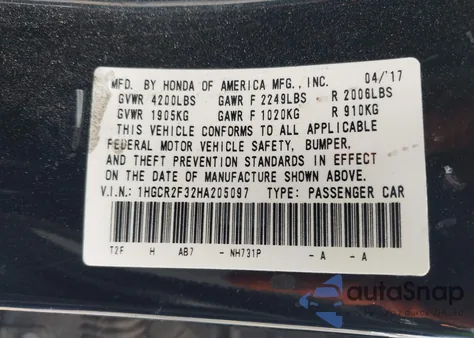 MFD. BY HONDA OF AMERICA MFG., INC. 04/'17
GVWR 4200LBS GAWR F 2249LBS R 2006LBS
GVWR 1905KG GAWR F 1020KG R 910KG
THIS VEHICLE CONFORMS TO ALL APPLICABLE
FEDERAL MOTOR VEHICLE SAFETY, BUMPER,
AND THEFT PREVENTION STANDARDS IN EFFECT
ON THE DATE OF MANUFACTURE SHOWN ABOVE.
V.I.N.: 1HGCR2F32HA205097 TYPE: PASSENGER CAR
T2F H AB7 - NH731P - A - A
autoSnap